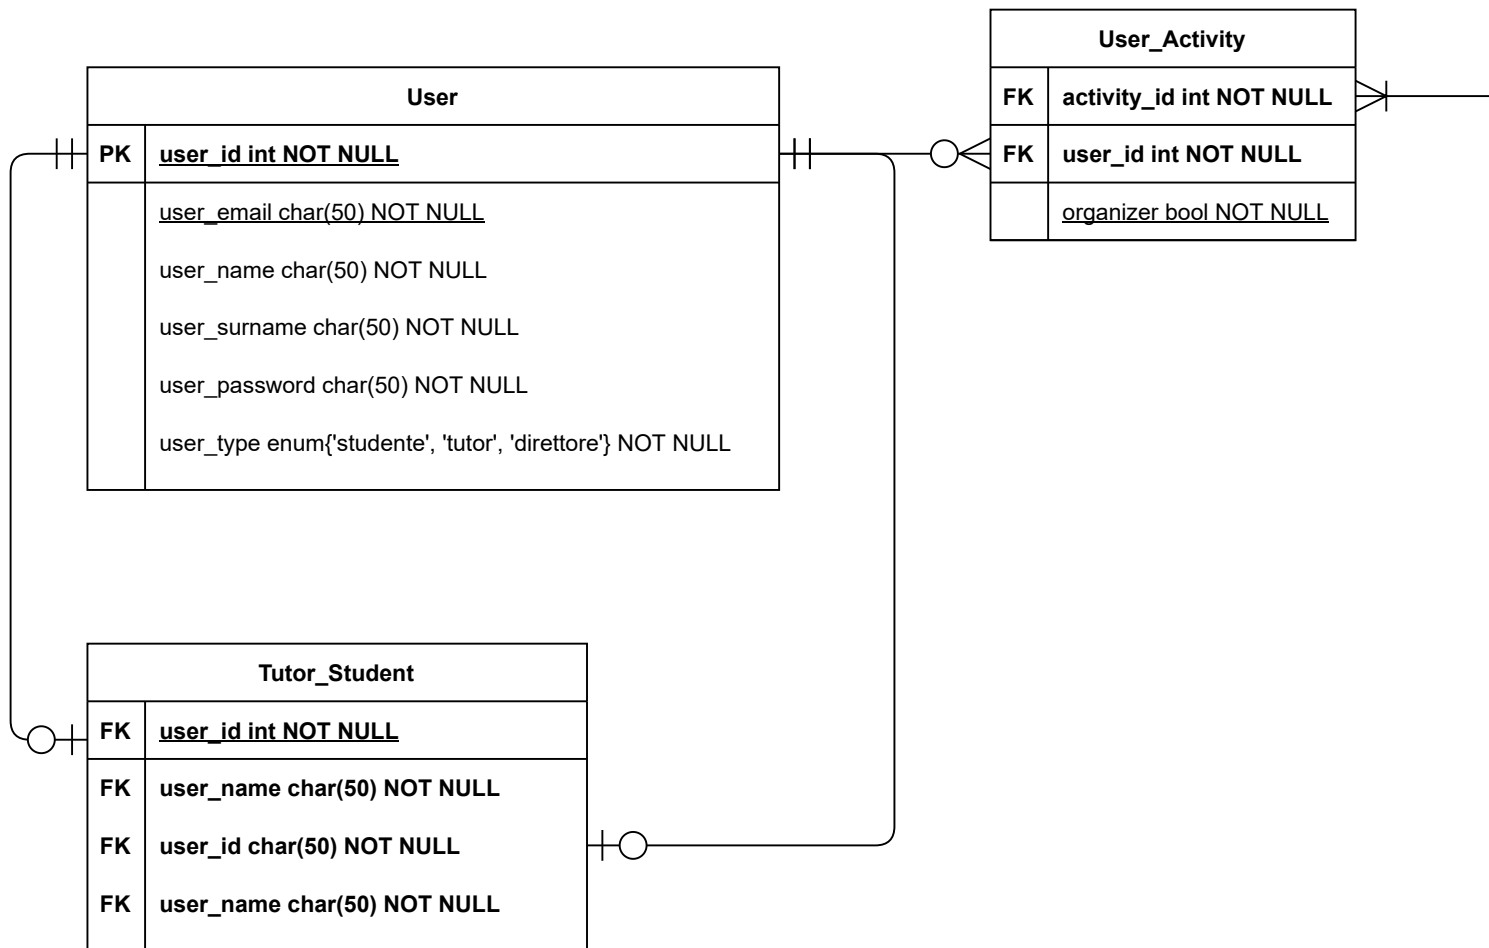 User
PK user_id int NOT NULL
user_email char(50) NOT NULL
user_name char(50) NOT NULL
user_surname char(50) NOT NULL
user_password char(50) NOT NULL
user_type enum{'studente', 'tutor', 'direttore'} NOT NULL
User_Activity
FK activity_id int NOT NULL
FK user_id int NOT NULL
organizer bool NOT NULL
Tutor_Student
FK user_id int NOT NULL
FK user_name char(50) NOT NULL
FK user_id char(50) NOT NULL
FK user_name char(50) NOT NULL